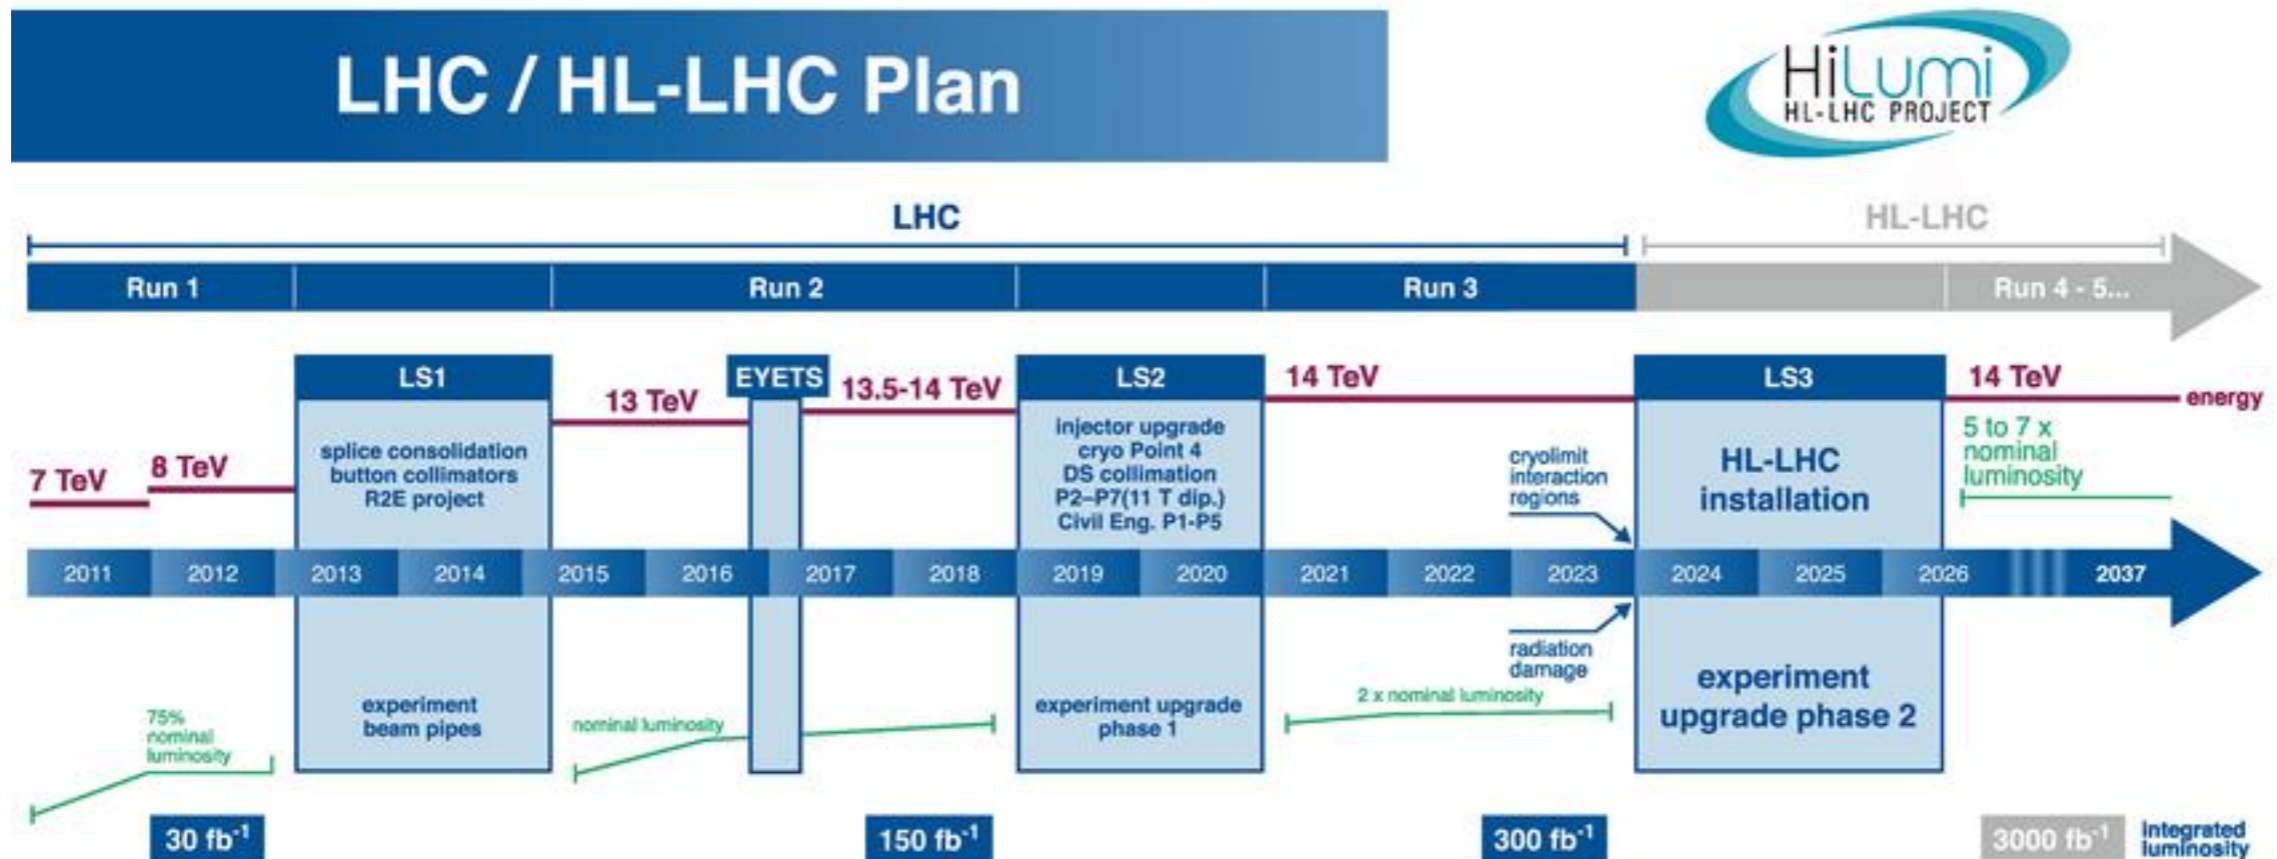 LHC / HL-LHC Plan
HiLumi
HL-LHC PROJECT
LHC
HL-LHC
Run 1
Run 2
Run 3
Run 4 - 5...
LS1
EYETS
LS2
LS3
7 TeV
8 TeV
13 TeV
13.5-14 TeV
14 TeV
14 TeV
energy
splice consolidation
button collimators
R2E project
injector upgrade
cryo Point 4
DS collimation
P2–P7(11 T dip.)
Civil Eng. P1-P5
cryolimit
interaction
regions
HL-LHC
installation
5 to 7 x
nominal
luminosity
2011
2012
2013
2014
2015
2016
2017
2018
2019
2020
2021
2022
2023
2024
2025
2026
2037
75%
nominal
luminosity
experiment
beam pipes
nominal luminosity
experiment upgrade
phase 1
2 x nominal luminosity
radiation
damage
experiment
upgrade phase 2
30 fb⁻¹
150 fb⁻¹
300 fb⁻¹
3000 fb⁻¹
Integrated
luminosity